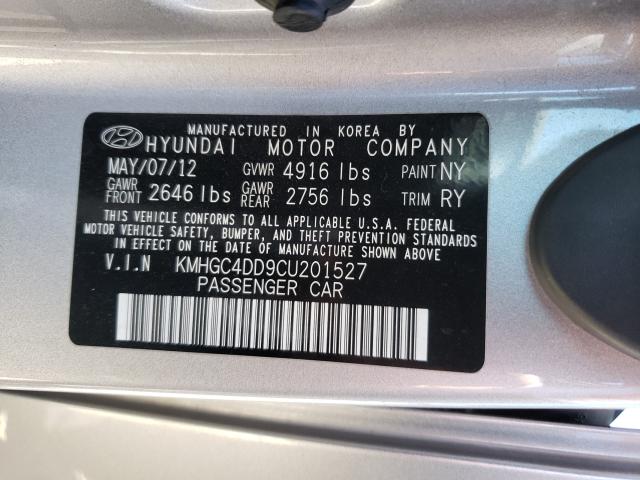 MANUFACTURED IN KOREA BY
HYUNDAI MOTOR COMPANY
MAY/07/12 GVWR 4916 lbs PAINT NY
GAWR FRONT 2646 lbs GAWR REAR 2756 lbs TRIM RY
THIS VEHICLE CONFORMS TO ALL APPLICABLE U.S.A. FEDERAL
MOTOR VEHICLE SAFETY, BUMPER, AND THEFT PREVENTION STANDARDS
IN EFFECT ON THE DATE OF MANUFACTURE SHOWN ABOVE
V.I.N KMHGC4DD9CU201527
PASSENGER CAR